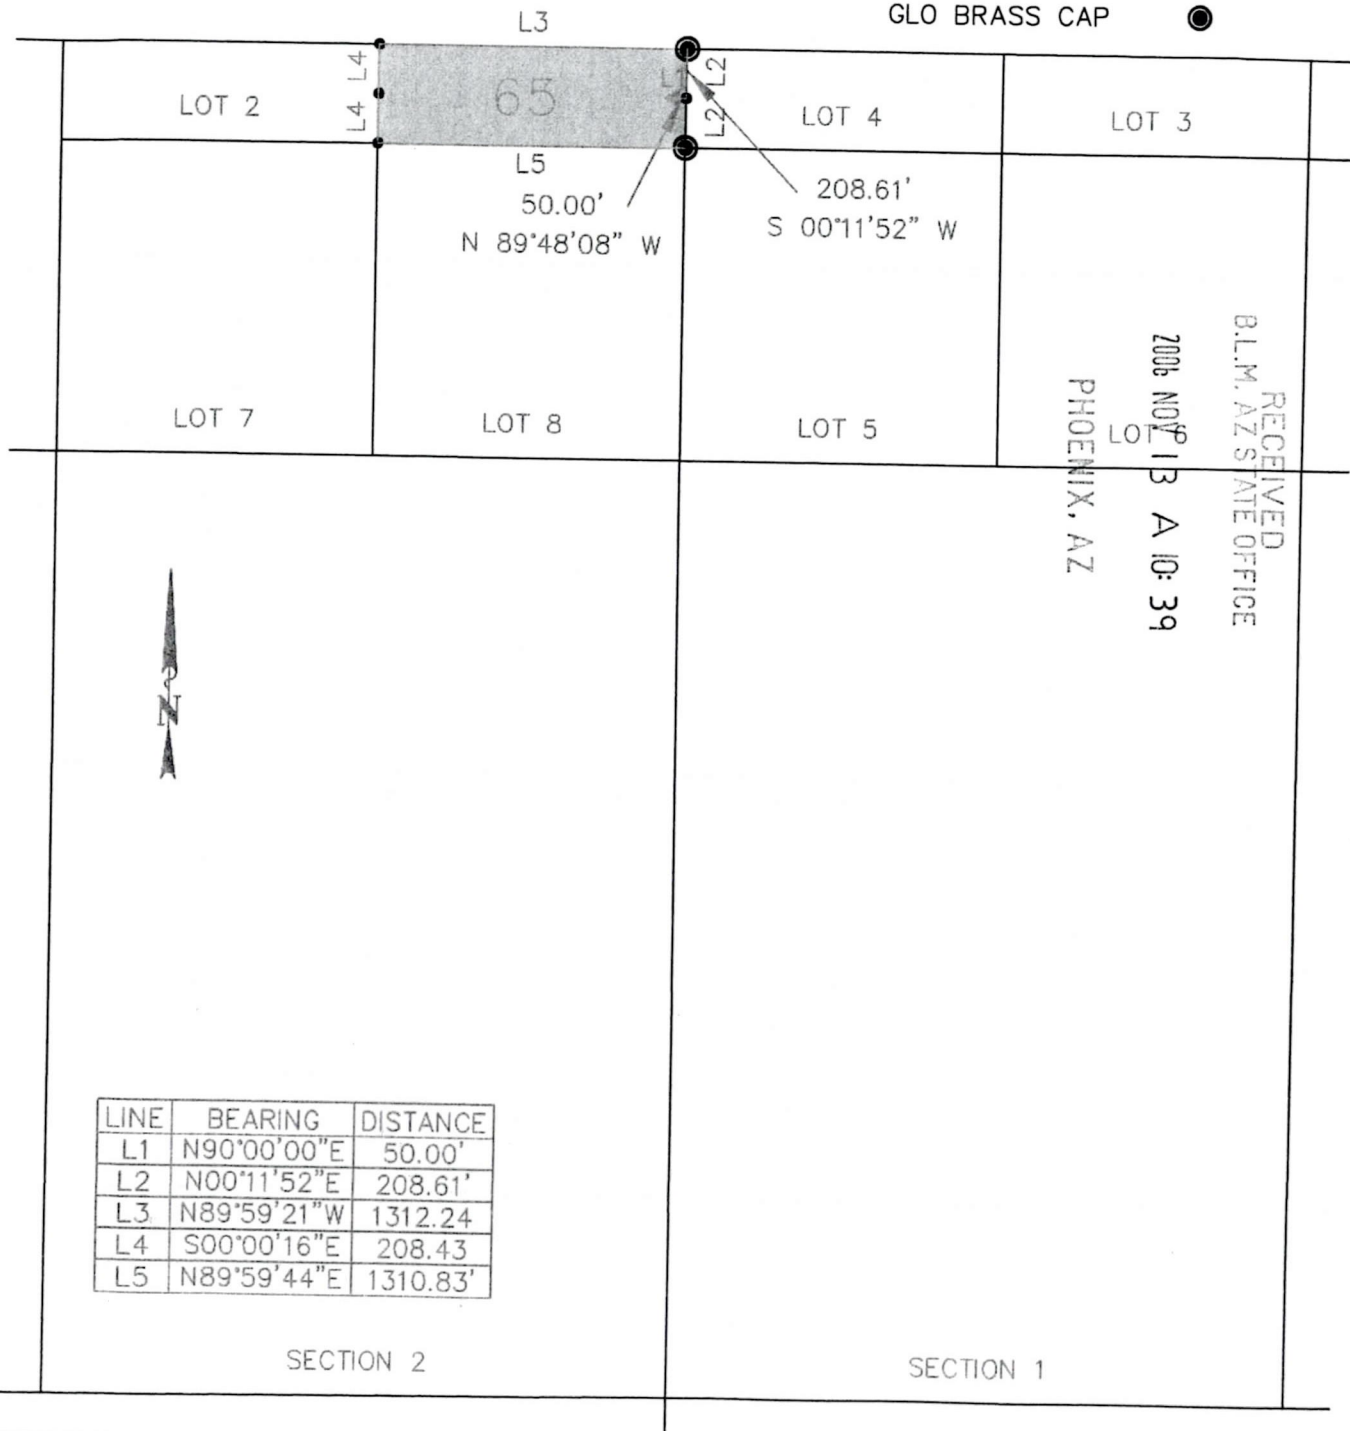 GLO BRASS CAP
L3
L4
L4
L1
L2
L2
LOT 2
65
LOT 4
LOT 3
L5
50.00'
N 89°48'08" W
208.61'
S 00°11'52" W
RECEIVED
B.L.M. AZ STATE OFFICE
2006 NOV 13 A 10: 39
PHOENIX, AZ
LOT 7
LOT 8
LOT 5
LOT 6
N
LINE BEARING DISTANCE
L1 N90°00'00"E 50.00'
L2 N00°11'52"E 208.61'
L3 N89°59'21"W 1312.24
L4 S00°00'16"E 208.43
L5 N89°59'44"E 1310.83'
SECTION 2
SECTION 1